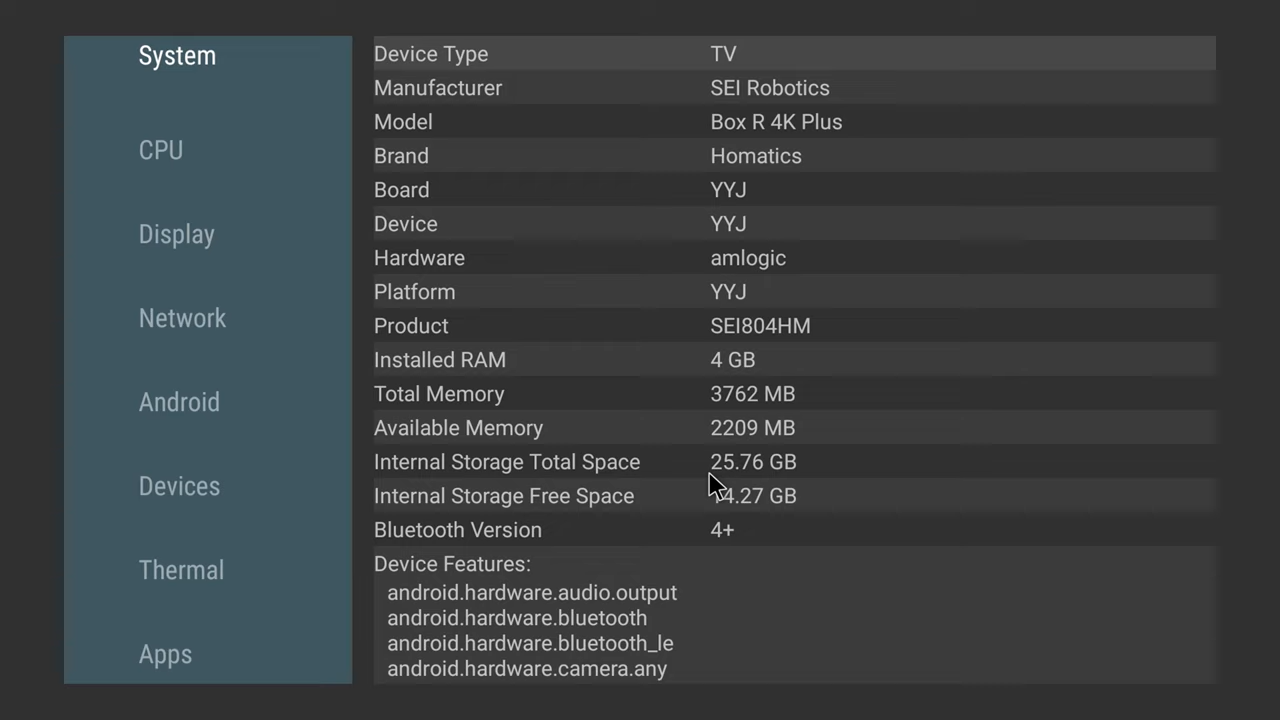 System
CPU
Display
Network
Android
Devices
Thermal
Apps
Device Type TV
Manufacturer SEI Robotics
Model Box R 4K Plus
Brand Homatics
Board YYJ
Device YYJ
Hardware amlogic
Platform YYJ
Product SEI804HM
Installed RAM 4 GB
Total Memory 3762 MB
Available Memory 2209 MB
Internal Storage Total Space 25.76 GB
Internal Storage Free Space 14.27 GB
Bluetooth Version 4+
Device Features:
android.hardware.audio.output
android.hardware.bluetooth
android.hardware.bluetooth_le
android.hardware.camera.any